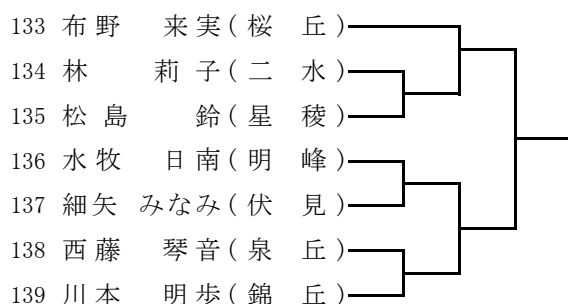 133 布野 来実(桜 丘)
134 林 莉子(二 水)
135 松島 鈴(星 稜)
136 水牧 日南(明 峰)
137 細矢 みなみ(伏 見)
138 西藤 琴音(泉 丘)
139 川本 明歩(錦 丘)